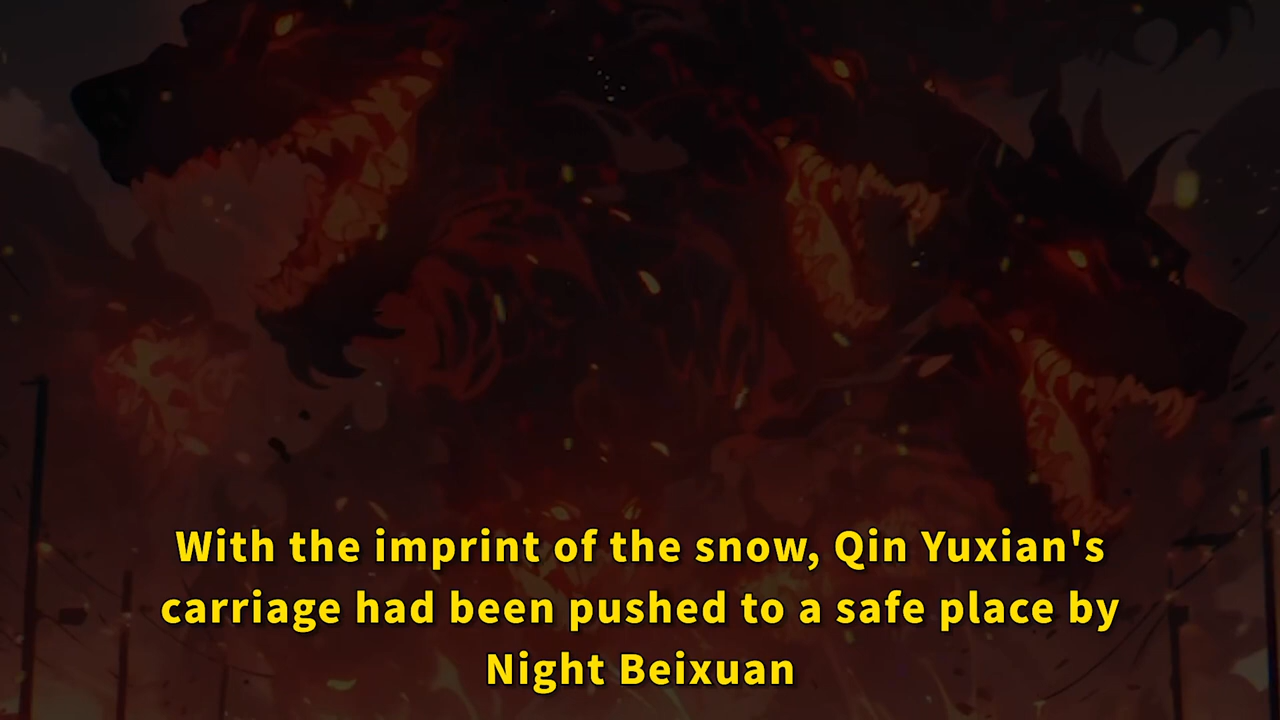 With the imprint of the snow, Qin Yuxian's
carriage had been pushed to a safe place by
Night Beixuan